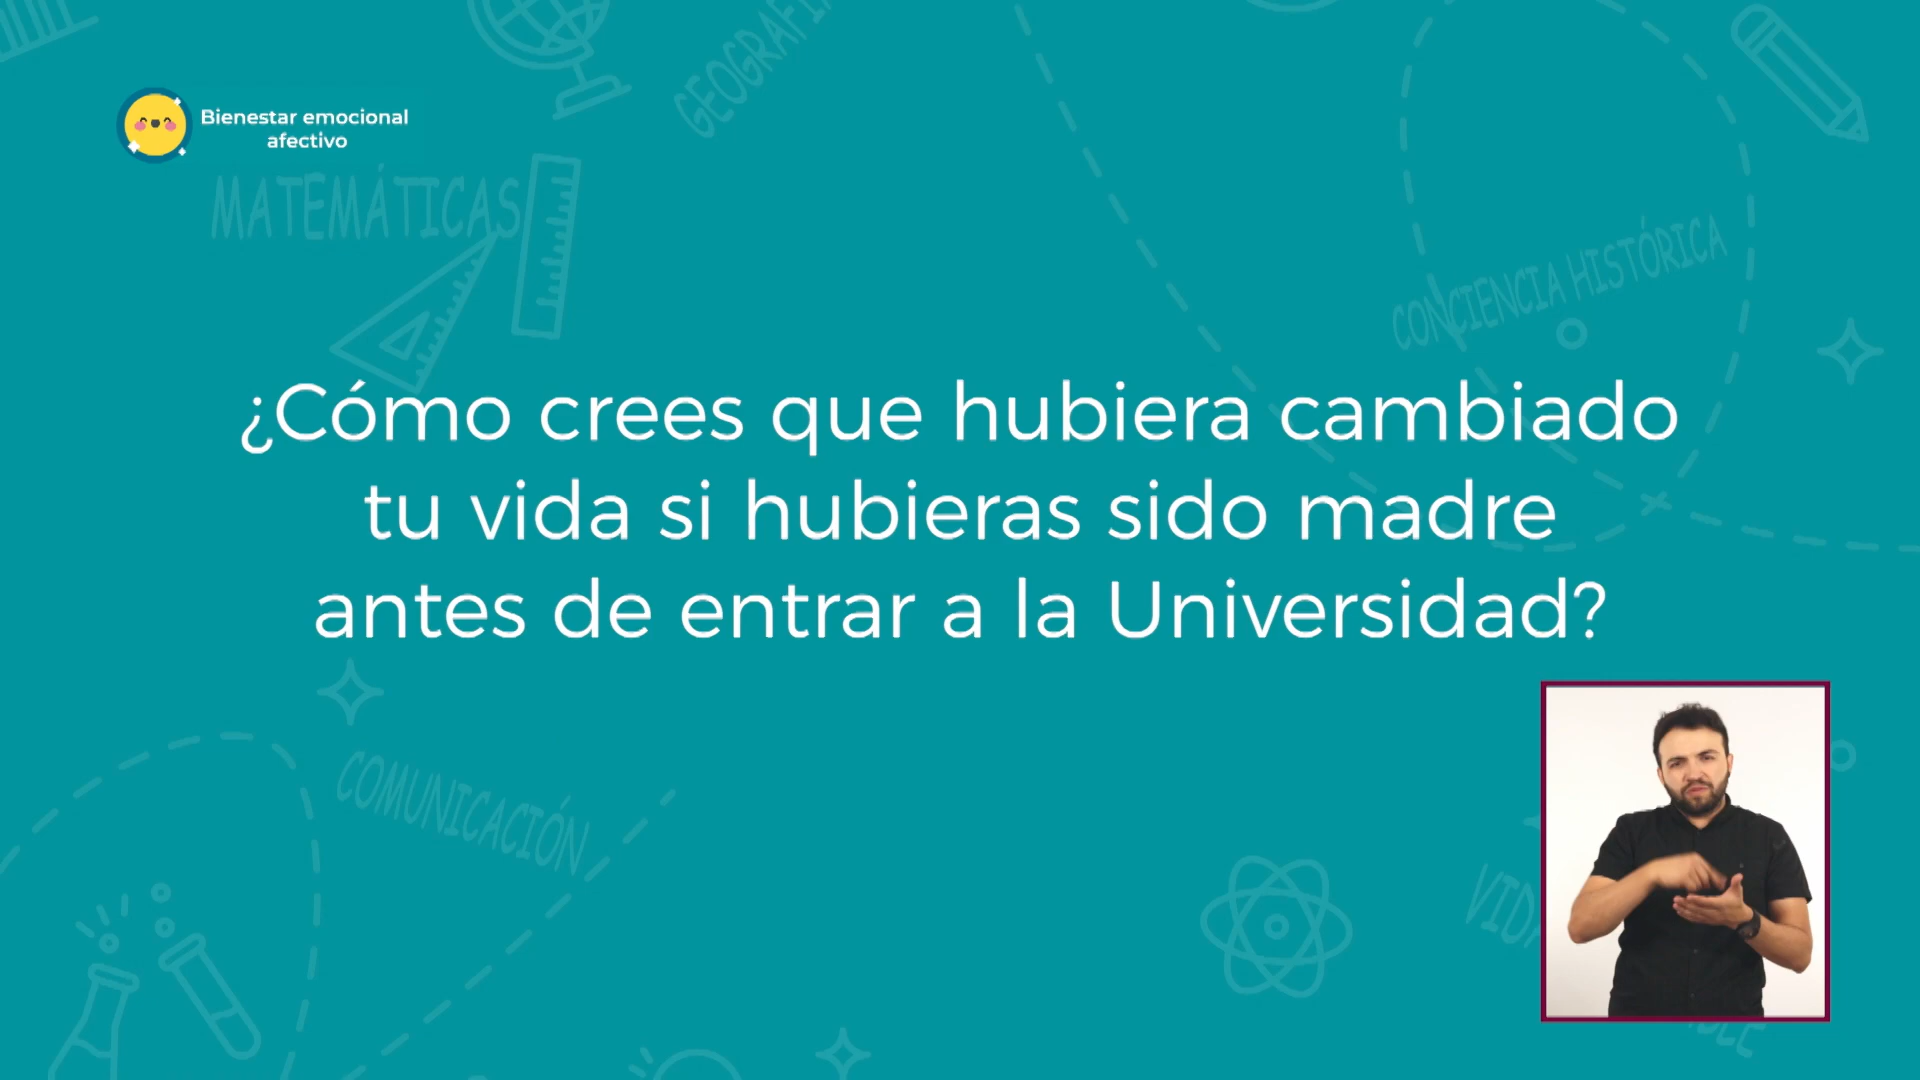 GEOGRAFÍA
Bienestar emocional
afectivo
MATEMÁTICAS
CONCIENCIA HISTÓRICA
¿Cómo crees que hubiera cambiado
tu vida si hubieras sido madre
antes de entrar a la Universidad?
COMUNICACIÓN